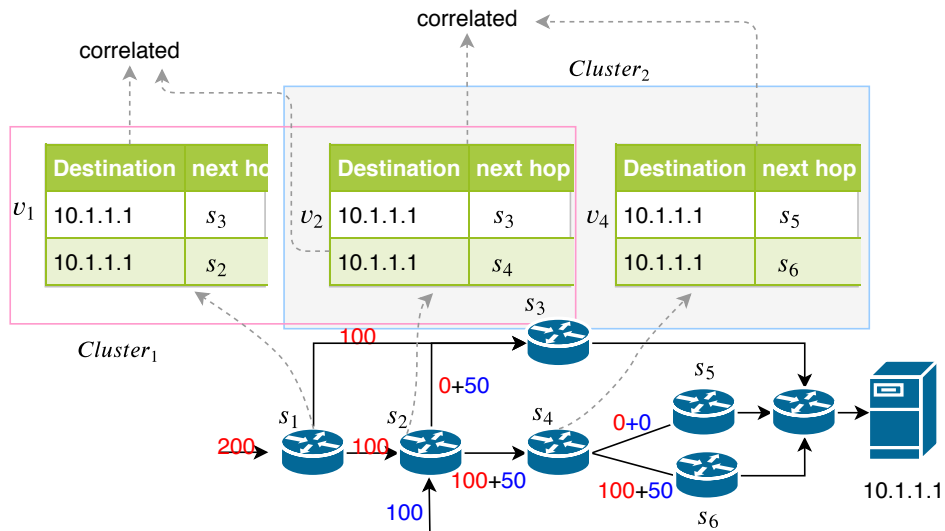 correlated
correlated
Cluster₂
Destination next ho
v₁ 10.1.1.1 s₃
10.1.1.1 s₂
Destination next hop
v₂ 10.1.1.1 s₃
10.1.1.1 s₄
Destination next hop
v₄ 10.1.1.1 s₅
10.1.1.1 s₆
Cluster₁
s₃
100
0+50
s₁
s₂
s₄
s₅
0+0
200
100
100+50
100+50
100
s₆
10.1.1.1